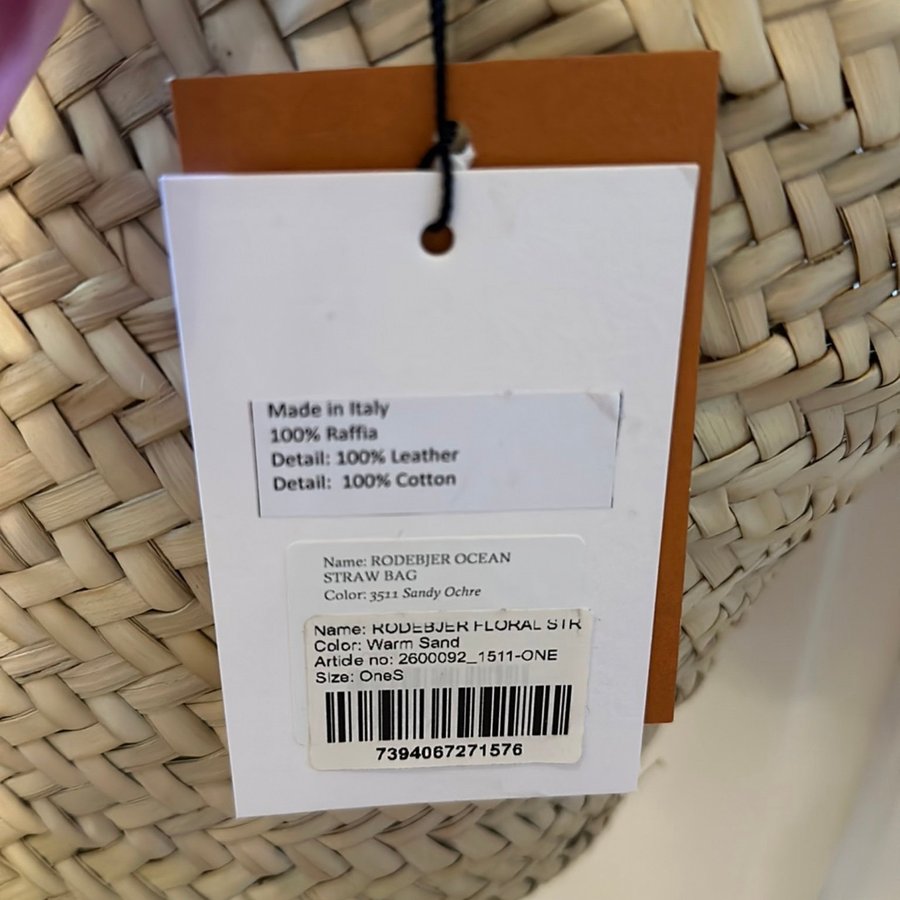 Made in Italy
100% Raffia
Detail: 100% Leather
Detail: 100% Cotton
Name: RODEBJER OCEAN
STRAW BAG
Color: 3511 Sandy Ochre
Name: RODEBJER FLORAL STR
Color: Warm Sand
Article no: 2600092_1511-ONE
Size: OneS
7394067271576